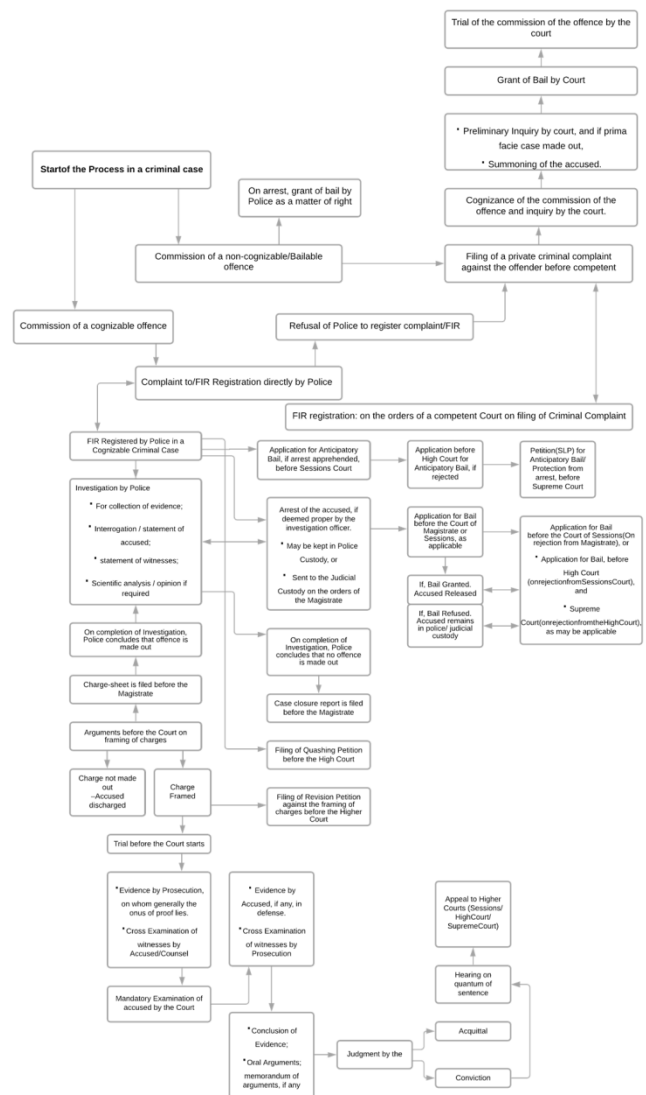 Trial of the commission of the offence by the
court
Grant of Bail by Court
• Preliminary Inquiry by court, and if prima
facie case made out,
• Summoning of the accused.
Startof the Process in a criminal case
On arrest, grant of bail by
Police as a matter of right
Cognizance of the commission of the
offence and inquiry by the court.
Commission of a non-cognizable/Bailable
offence
Filing of a private criminal complaint
against the offender before competent
Commission of a cognizable offence
Refusal of Police to register complaint/FIR
Complaint to/FIR Registration directly by Police
FIR registration: on the orders of a competent Court on filing of Criminal Complaint
FIR Registered by Police in a
Cognizable Criminal Case
Application for Anticipatory
Bail, if arrest apprehended,
before Sessions Court
Application before
High Court for
Anticipatory Bail, if
rejected
Petition(SLP) for
Anticipatory Bail/
Protection from
arrest, before
Supreme Court
Investigation by Police
• For collection of evidence;
• Interrogation / statement of
accused;
• statement of witnesses;
• Scientific analysis / opinion if
required
Arrest of the accused, if
deemed proper by the
investigation officer.
• May be kept in Police
Custody, or
• Sent to the Judicial
Custody on the orders of
the Magistrate
Application for Bail
before the Court of
Magistrate or
Sessions, as
applicable
Application for Bail
before the Court of Sessions(On
rejection from Magistrate), or
• Application for Bail, before
High Court
(onrejectionfromSessionsCourt),
and
• Supreme
Court(onrejectionfromtheHighCourt),
as may be applicable
If, Bail Granted.
Accused Released
If, Bail Refused.
Accused remains
in police/ judicial
custody
On completion of Investigation,
Police concludes that offence is
made out
On completion of
Investigation, Police
concludes that no offence is
made out
Charge-sheet is filed before the
Magistrate
Case closure report is filed
before the Magistrate
Arguments before the Court on
framing of charges
Filing of Quashing Petition
before the High Court
Charge not made
out
–Accused
discharged
Charge
Framed
Filing of Revision Petition
against the framing of
charges before the Higher
Court
Trial before the Court starts
•Evidence by Prosecution,
on whom generally the
onus of proof lies.
•Cross Examination of
witnesses by
Accused/Counsel
• Evidence by
Accused, if any, in
defense.
•Cross Examination
of witnesses by
Prosecution
Appeal to Higher
Courts (Sessions/
HighCourt/
SupremeCourt)
Mandatory Examination of
accused by the Court
Hearing on
quantum of
sentence
•Conclusion of
Evidence;
•Oral Arguments;
memorandum of
arguments, if any
Judgment by the
Acquittal
Conviction